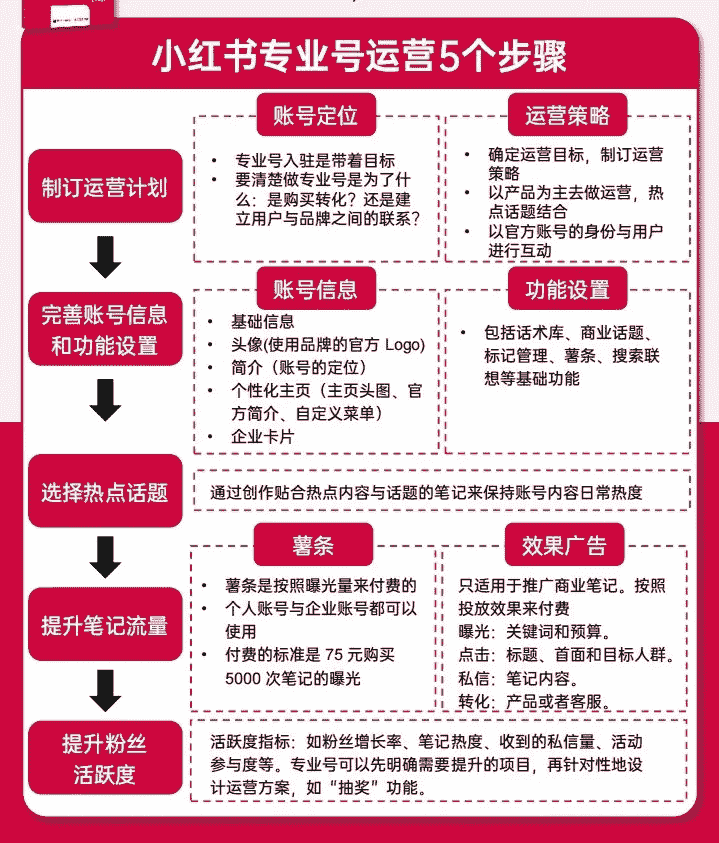 小红书专业号运营5个步骤
制订运营计划
账号定位
• 专业号入驻是带着目标
• 要清楚做专业号是为了什
么：是购买转化？还是建
立用户与品牌之间的联系？
运营策略
• 确定运营目标，制订运营
策略
• 以产品为主去做运营，热
点话题结合
• 以官方账号的身份与用户
进行互动
完善账号信息
和功能设置
账号信息
• 基础信息
• 头像(使用品牌的官方 Logo)
• 简介（账号的定位）
• 个性化主页（主页头图、官
方简介、自定义菜单）
• 企业卡片
功能设置
• 包括话术库、商业话题、
标记管理、薯条、搜索联
想等基础功能
选择热点话题
通过创作贴合热点内容与话题的笔记来保持账号内容日常热度
提升笔记流量
薯条
• 薯条是按照曝光量来付费的
• 个人账号与企业账号都可以
使用
• 付费的标准是 75 元购买
5000 次笔记的曝光
效果广告
只适用于推广商业笔记。按照
投放效果来付费
曝光：关键词和预算。
点击：标题、首面和目标人群。
私信：笔记内容。
转化：产品或者客服。
提升粉丝
活跃度
活跃度指标：如粉丝增长率、笔记热度、收到的私信量、活动
参与度等。专业号可以先明确需要提升的项目，再针对性地设
计运营方案，如“抽奖”功能。